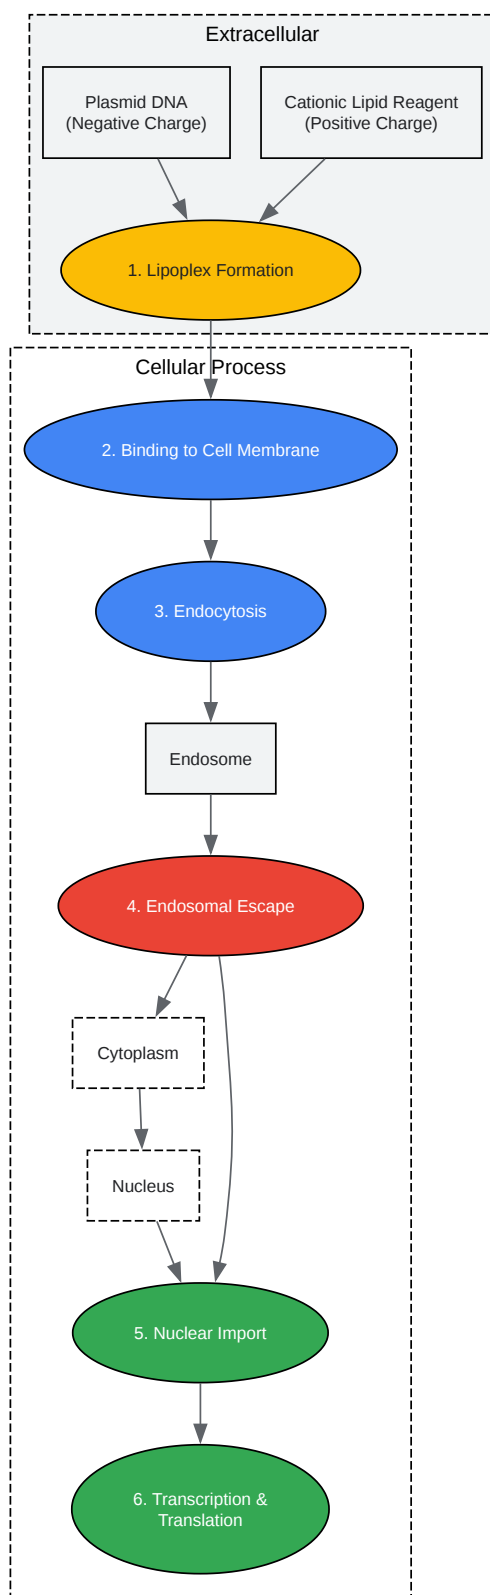 Extracellular
Plasmid DNA
(Negative Charge)
Cationic Lipid Reagent
(Positive Charge)
1. Lipoplex Formation
Cellular Process
2. Binding to Cell Membrane
3. Endocytosis
Endosome
4. Endosomal Escape
Cytoplasm
Nucleus
5. Nuclear Import
6. Transcription &
Translation